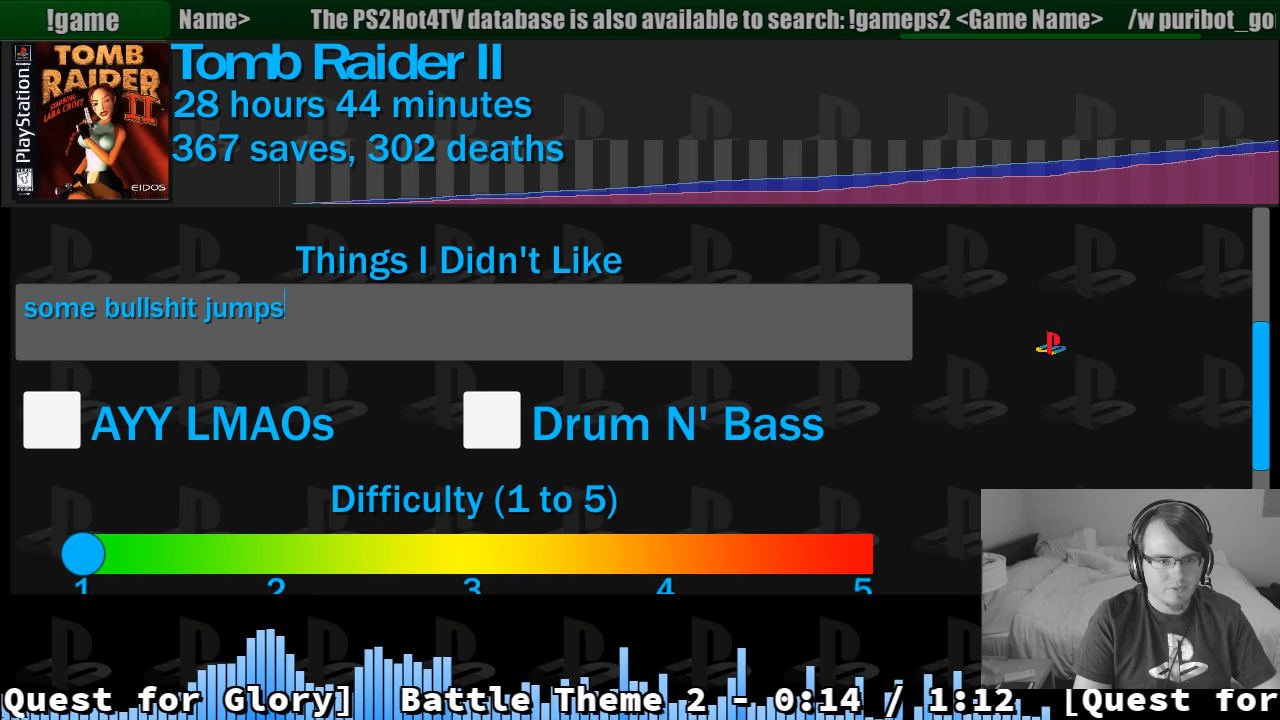 !game
Name> The PS2Hot4TV database is also available to search: !gameps2 <Game Name> /w puribot_go
PlayStation
TOMB RAIDER II
STARRING LARA CROFT
EIDOS
Tomb Raider II
28 hours 44 minutes
367 saves, 302 deaths
Things I Didn't Like
some bullshit jumps
AYY LMAOs
Drum N' Bass
Difficulty (1 to 5)
1 2 3 4 5
Quest for Glory] Battle Theme 2 - 0:14 / 1:12 [Quest for